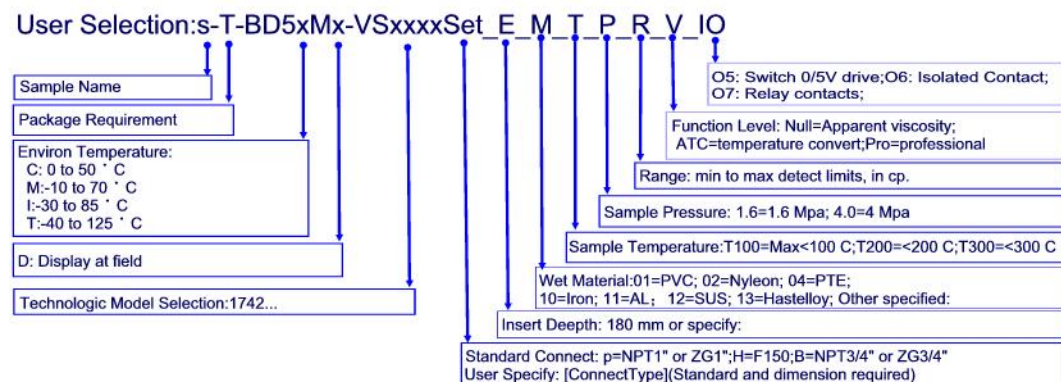 User Selection:s-T-BD5xMx-VSxxxxSet_E_M_T_P_R_V_IO
Sample Name
Package Requirement
Environ Temperature:
C: 0 to 50 ˚ C
M:-10 to 70 ˚ C
I:-30 to 85 ˚ C
T:-40 to 125 ˚ C
D: Display at field
Technologic Model Selection:1742...
O5: Switch 0/5V drive;O6: Isolated Contact;
O7: Relay contacts;
Function Level: Null=Apparent viscosity;
ATC=temperature convert;Pro=professional
Range: min to max detect limits, in cp.
Sample Pressure: 1.6=1.6 Mpa; 4.0=4 Mpa
Sample Temperature:T100=Max<100 C;T200=<200 C;T300=<300 C
Wet Material:01=PVC; 02=Nyleon; 04=PTE;
10=Iron; 11=AL, 12=SUS; 13=Hastelloy; Other specified:
Insert Deepth: 180 mm or specify:
Standard Connect: p=NPT1" or ZG1";H=F150;B=NPT3/4" or ZG3/4"
User Specify: [ConnectType](Standard and dimension required)